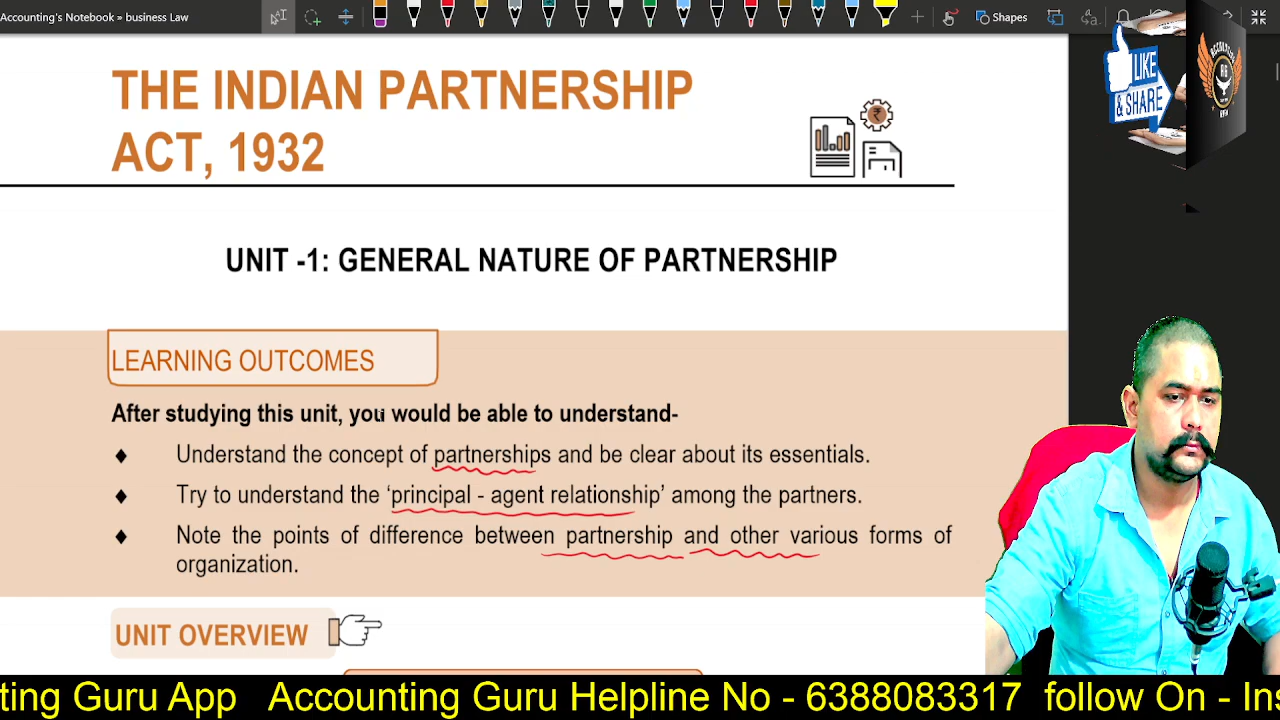 Accounting's Notebook » business Law
Shapes
LIKE
& SHARE
THE INDIAN PARTNERSHIP
ACT, 1932
UNIT -1: GENERAL NATURE OF PARTNERSHIP
LEARNING OUTCOMES
After studying this unit, you would be able to understand-
♦ Understand the concept of partnerships and be clear about its essentials.
♦ Try to understand the ‘principal - agent relationship’ among the partners.
♦ Note the points of difference between partnership and other various forms of
organization.
UNIT OVERVIEW
ting Guru App Accounting Guru Helpline No - 6388083317 follow On - Ins